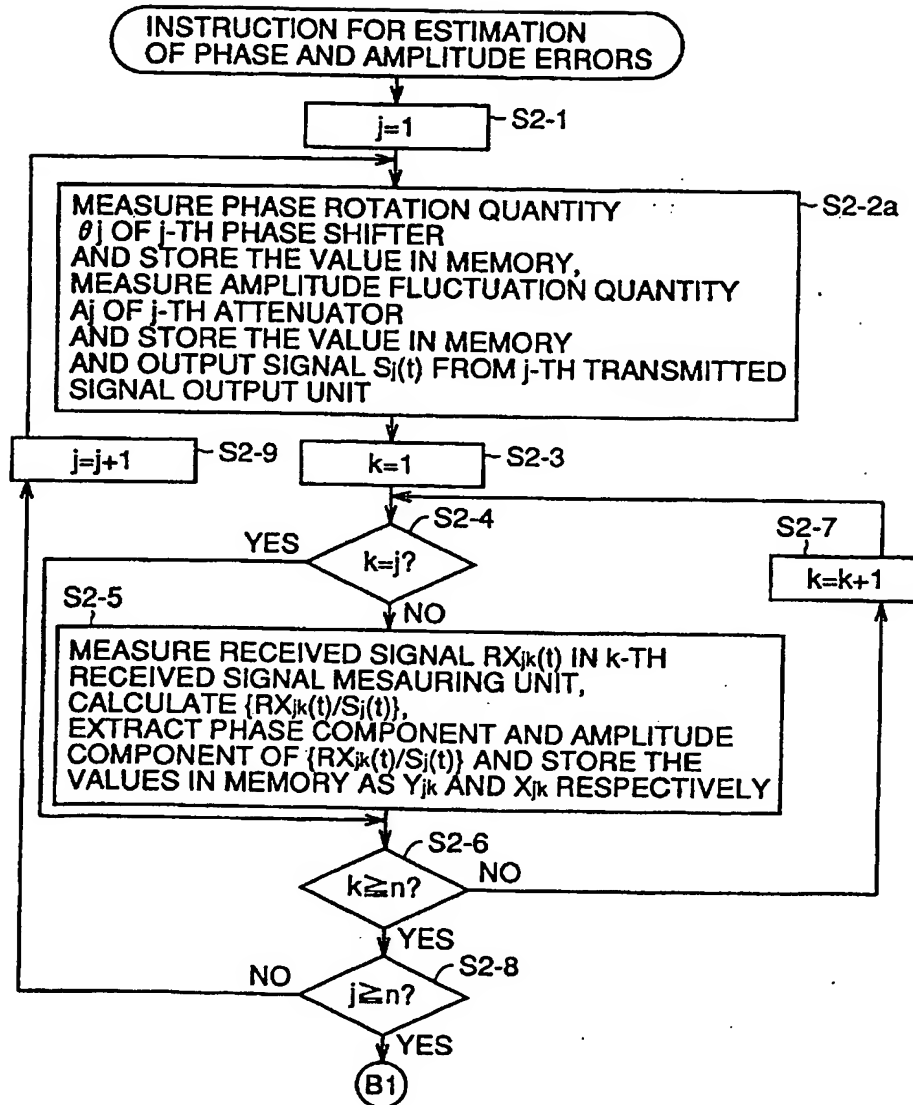 INSTRUCTION FOR ESTIMATION
OF PHASE AND AMPLITUDE ERRORS
j=1
S2-1
MEASURE PHASE ROTATION QUANTITY
θj OF j-TH PHASE SHIFTER
AND STORE THE VALUE IN MEMORY,
MEASURE AMPLITUDE FLUCTUATION QUANTITY
Aj OF j-TH ATTENUATOR
AND STORE THE VALUE IN MEMORY
AND OUTPUT SIGNAL Sj(t) FROM j-TH TRANSMITTED
SIGNAL OUTPUT UNIT
S2-2a
j=j+1
S2-9
k=1
S2-3
S2-4
YES
k=j?
NO
S2-7
k=k+1
S2-5
MEASURE RECEIVED SIGNAL RXjk(t) IN k-TH
RECEIVED SIGNAL MESAURING UNIT,
CALCULATE {RXjk(t)/Sj(t)},
EXTRACT PHASE COMPONENT AND AMPLITUDE
COMPONENT OF {RXjk(t)/Sj(t)} AND STORE THE
VALUES IN MEMORY AS Yjk AND Xjk RESPECTIVELY
S2-6
k≧n?
NO
YES
S2-8
NO
j≧n?
YES
B1